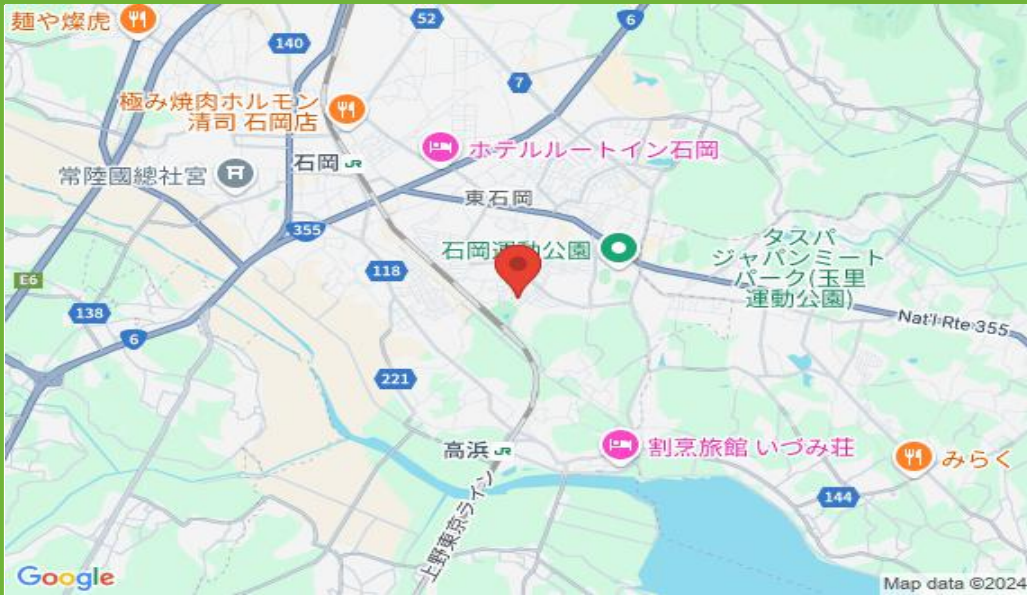 麺や燦虎
52
6
140
7
極み焼肉ホルモン
清司 石岡店
ホテルルートイン石岡
石岡 JR
常陸國總社宮
東石岡
355
石岡運動公園
タスパ
ジャパンミート
パーク(玉里
運動公園)
118
E6
138
Nat'l Rte 355
6
221
高浜 JR
割烹旅館 いづみ荘
みらく
144
上野東京ライン
Google
Map data ©2024